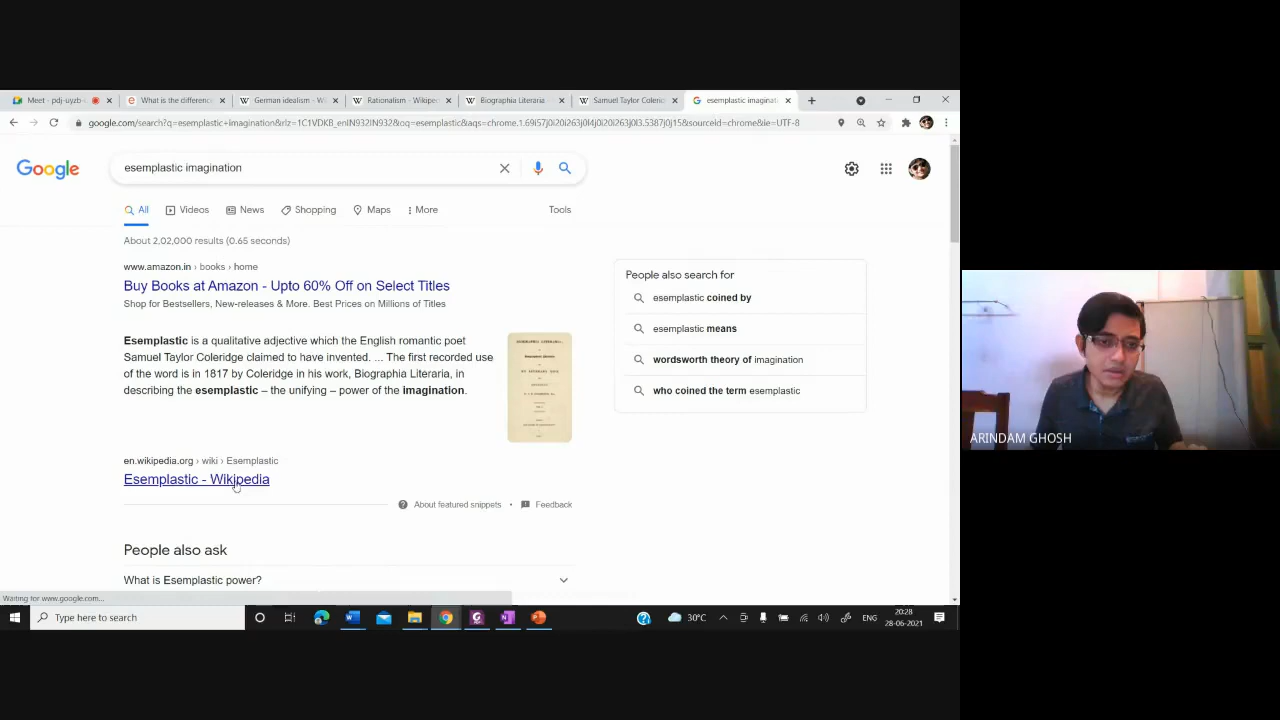 Meet - pdj-uyzb-
What is the difference
German idealism - Wi
Rationalism - Wikiped
Biographia Literaria
Samuel Taylor Colerid
esemplastic imaginati
google.com/search?q=esemplastic+imagination&rlz=1C1VDKB_enIN932IN932&oq=esemplastic&aqs=chrome.1.69i57j0i20i263j0l4j0i20i263j0l3.5387j0j15&sourceid=chrome&ie=UTF-8
Google
esemplastic imagination
All
Videos
News
Shopping
Maps
More
Tools
About 2,02,000 results (0.65 seconds)
www.amazon.in › books › home
Buy Books at Amazon - Upto 60% Off on Select Titles
Shop for Bestsellers, New-releases & More. Best Prices on Millions of Titles
Esemplastic is a qualitative adjective which the English romantic poet
Samuel Taylor Coleridge claimed to have invented. ... The first recorded use
of the word is in 1817 by Coleridge in his work, Biographia Literaria, in
describing the esemplastic – the unifying – power of the imagination.
en.wikipedia.org › wiki › Esemplastic
Esemplastic - Wikipedia
About featured snippets • Feedback
People also ask
What is Esemplastic power?
People also search for
esemplastic coined by
esemplastic means
wordsworth theory of imagination
who coined the term esemplastic
ARINDAM GHOSH
Waiting for www.google.com...
Type here to search
30°C
ENG
20:28
28-06-2021